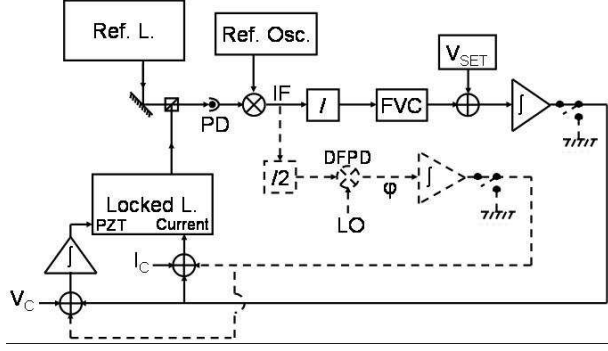 Ref. L.
Ref. Osc.
V_SET
IF
/
FVC
∫
PD
DFPD
/2
φ
∫
LO
Locked L.
PZT
Current
∫
I_C
V_C